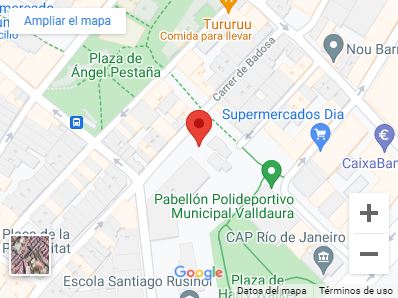 Ampliar el mapa
Tururuu
Comida para llevar
Plaza de
Ángel Pestaña
Carrer de Badosa
Nou Bari
Supermercados Dia
CaixaBan
Pabellón Polideportivo
Municipal Valldaura
Plaça de la
CAP Río de Janeiro
Escola Santiago Rusiñol
Google
Plaza de
Harry Walker
Datos del mapa
Términos de uso